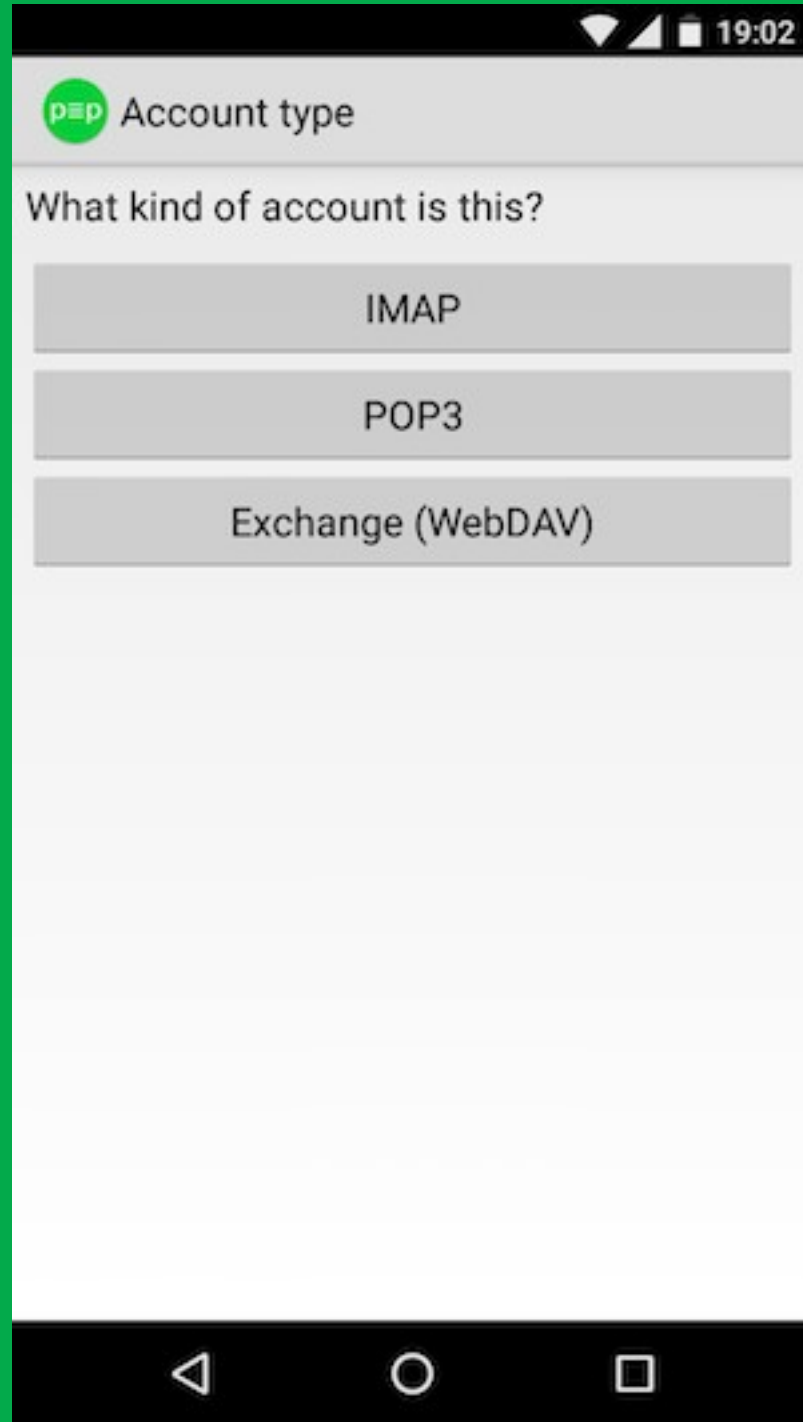 19:02
p≡p Account type
What kind of account is this?
IMAP
POP3
Exchange (WebDAV)